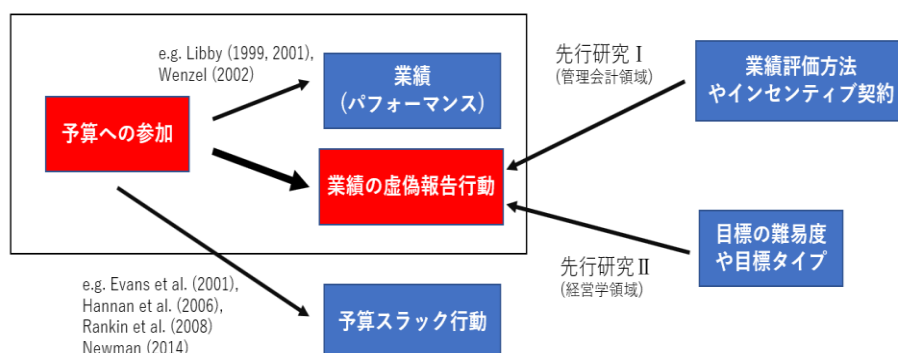 e.g. Libby (1999, 2001),
Wenzel (2002)
業績
(パフォーマンス)
先行研究Ⅰ
(管理会計領域)
業績評価方法
やインセンティブ契約
予算への参加
業績の虚偽報告行動
目標の難易度
や目標タイプ
先行研究Ⅱ
(経営学領域)
e.g. Evans et al. (2001),
Hannan et al. (2006),
Rankin et al. (2008)
Newman (2014)
予算スラック行動